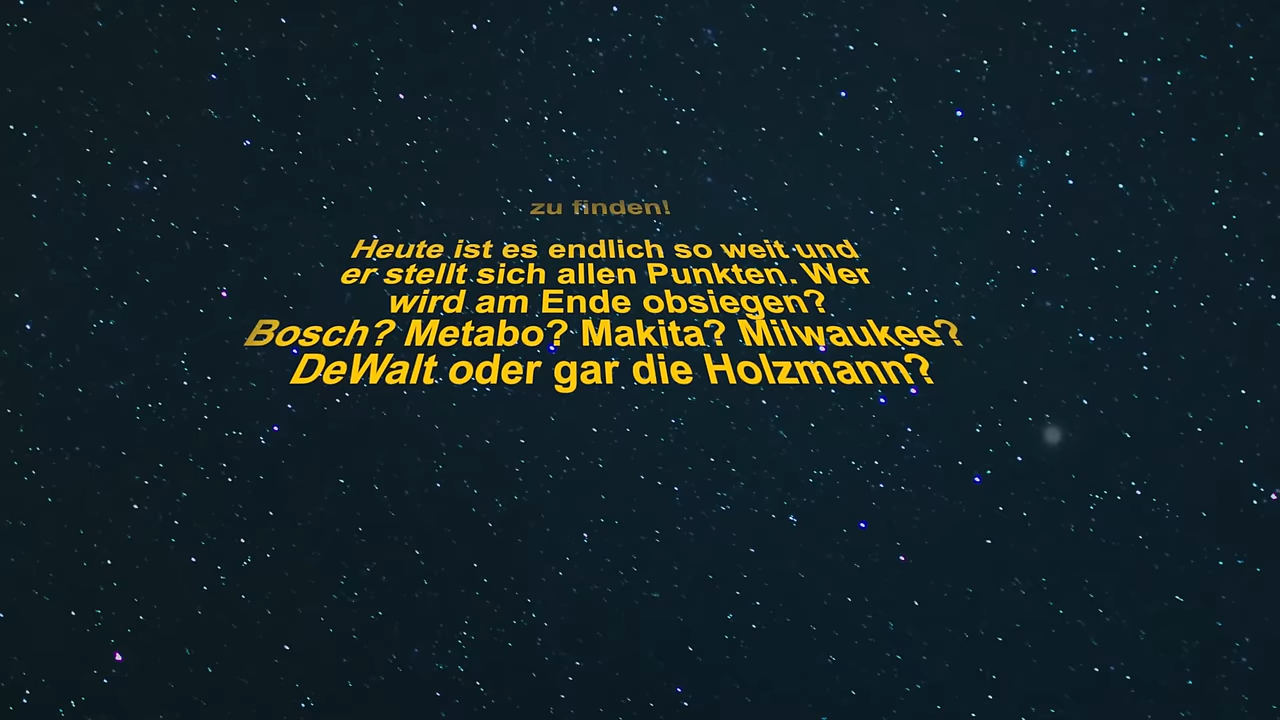 zu finden!
Heute ist es endlich so weit und
er stellt sich allen Punkten. Wer
wird am Ende obsiegen?
Bosch? Metabo? Makita? Milwaukee?
DeWalt oder gar die Holzmann?